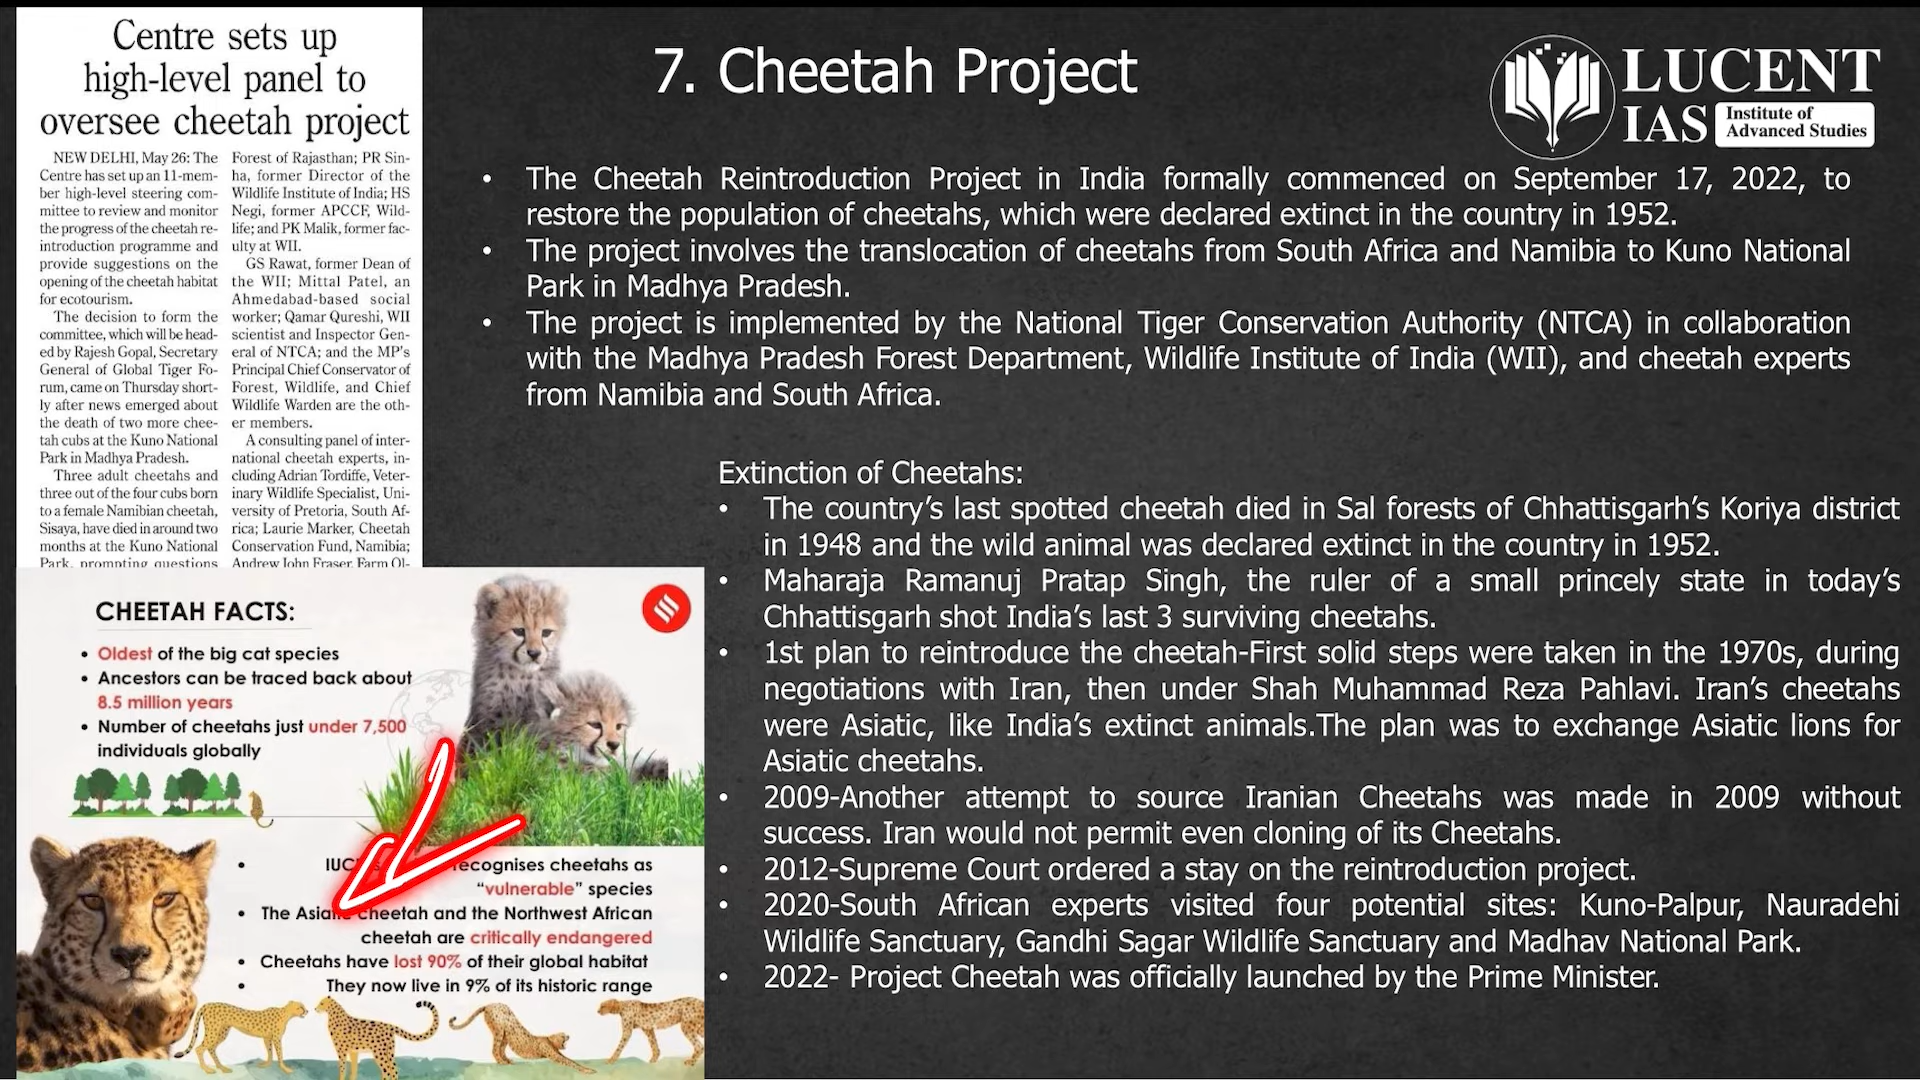 Centre sets up
high-level panel to
oversee cheetah project
NEW DELHI, May 26: The
Centre has set up an 11-mem-
ber high-level steering com-
mittee to review and monitor
the progress of the cheetah re-
introduction programme and
provide suggestions on the
opening of the cheetah habitat
for ecotourism.
The decision to form the
committee, which will be head-
ed by Rajesh Gopal, Secretary
General of Global Tiger Fo-
rum, came on Thursday short-
ly after news emerged about
the death of two more chee-
tah cubs at the Kuno National
Park in Madhya Pradesh.
Three adult cheetahs and
three out of the four cubs born
to a female Namibian cheetah,
Sisaya, have died in around two
months at the Kuno National
Park, prompting questions
Forest of Rajasthan; PR Sin-
ha, former Director of the
Wildlife Institute of India; HS
Negi, former APCCF, Wild-
life; and PK Malik, former fac-
ulty at WII.
GS Rawat, former Dean of
the WII; Mittal Patel, an
Ahmedabad-based social
worker; Qamar Qureshi, WII
scientist and Inspector Gen-
eral of NTCA; and the MP's
Principal Chief Conservator of
Forest, Wildlife, and Chief
Wildlife Warden are the oth-
er members.
A consulting panel of inter-
national cheetah experts, in-
cluding Adrian Tordiffe, Veter-
inary Wildlife Specialist, Uni-
versity of Pretoria, South Af-
rica; Laurie Marker, Cheetah
Conservation Fund, Namibia;
Andrew John Fraser, Farm Ol-
7. Cheetah Project
LUCENT
IAS Institute of
Advanced Studies
• The Cheetah Reintroduction Project in India formally commenced on September 17, 2022, to
restore the population of cheetahs, which were declared extinct in the country in 1952.
• The project involves the translocation of cheetahs from South Africa and Namibia to Kuno National
Park in Madhya Pradesh.
• The project is implemented by the National Tiger Conservation Authority (NTCA) in collaboration
with the Madhya Pradesh Forest Department, Wildlife Institute of India (WII), and cheetah experts
from Namibia and South Africa.
Extinction of Cheetahs:
• The country's last spotted cheetah died in Sal forests of Chhattisgarh's Koriya district
in 1948 and the wild animal was declared extinct in the country in 1952.
• Maharaja Ramanuj Pratap Singh, the ruler of a small princely state in today's
Chhattisgarh shot India's last 3 surviving cheetahs.
• 1st plan to reintroduce the cheetah-First solid steps were taken in the 1970s, during
negotiations with Iran, then under Shah Muhammad Reza Pahlavi. Iran's cheetahs
were Asiatic, like India's extinct animals.The plan was to exchange Asiatic lions for
Asiatic cheetahs.
• 2009-Another attempt to source Iranian Cheetahs was made in 2009 without
success. Iran would not permit even cloning of its Cheetahs.
• 2012-Supreme Court ordered a stay on the reintroduction project.
• 2020-South African experts visited four potential sites: Kuno-Palpur, Nauradehi
Wildlife Sanctuary, Gandhi Sagar Wildlife Sanctuary and Madhav National Park.
• 2022- Project Cheetah was officially launched by the Prime Minister.
CHEETAH FACTS:
• Oldest of the big cat species
• Ancestors can be traced back about
8.5 million years
• Number of cheetahs just under 7,500
individuals globally
• recognises cheetahs as
"vulnerable" species
• The Asiatic cheetah and the Northwest African
cheetah are critically endangered
• Cheetahs have lost 90% of their global habitat
• They now live in 9% of its historic range